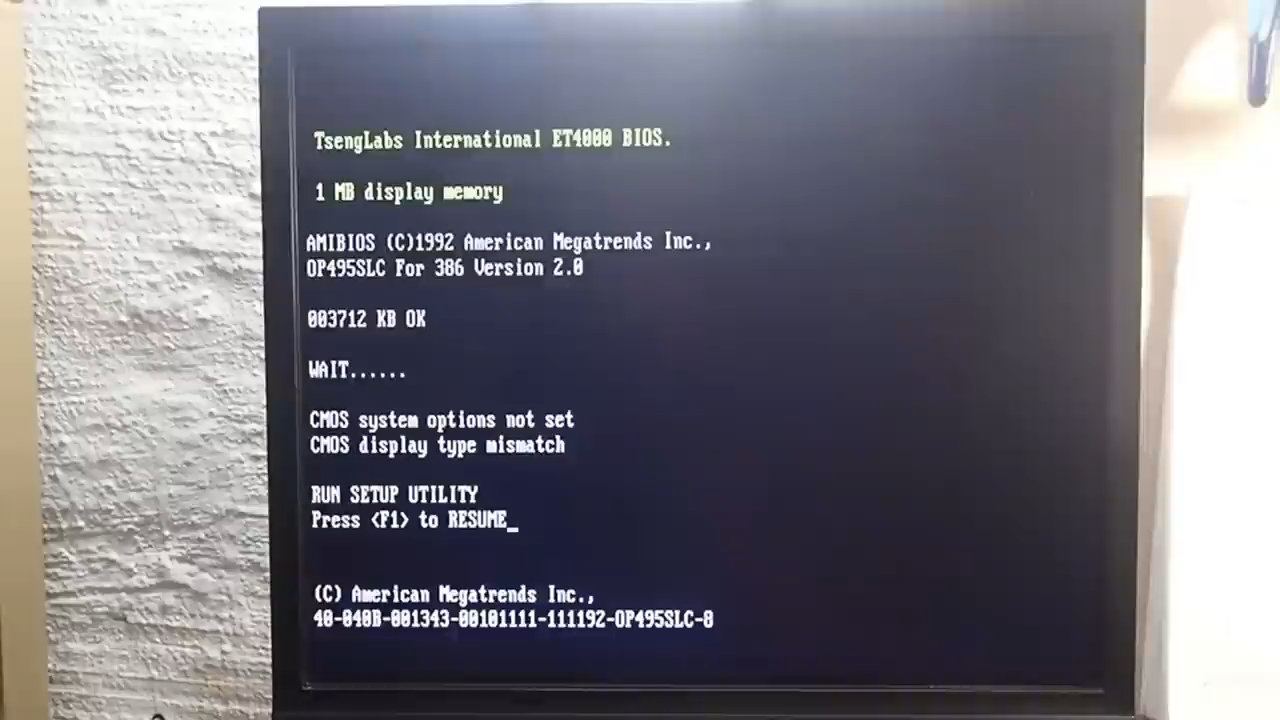 TsengLabs International ET4000 BIOS.
1 MB display memory
AMIBIOS (C)1992 American Megatrends Inc.,
OP495SLC For 386 Version 2.0
003712 KB OK
WAIT......
CMOS system options not set
CMOS display type mismatch
RUN SETUP UTILITY
Press <F1> to RESUME_
(C) American Megatrends Inc.,
40-040B-001343-00101111-111192-OP495SLC-8